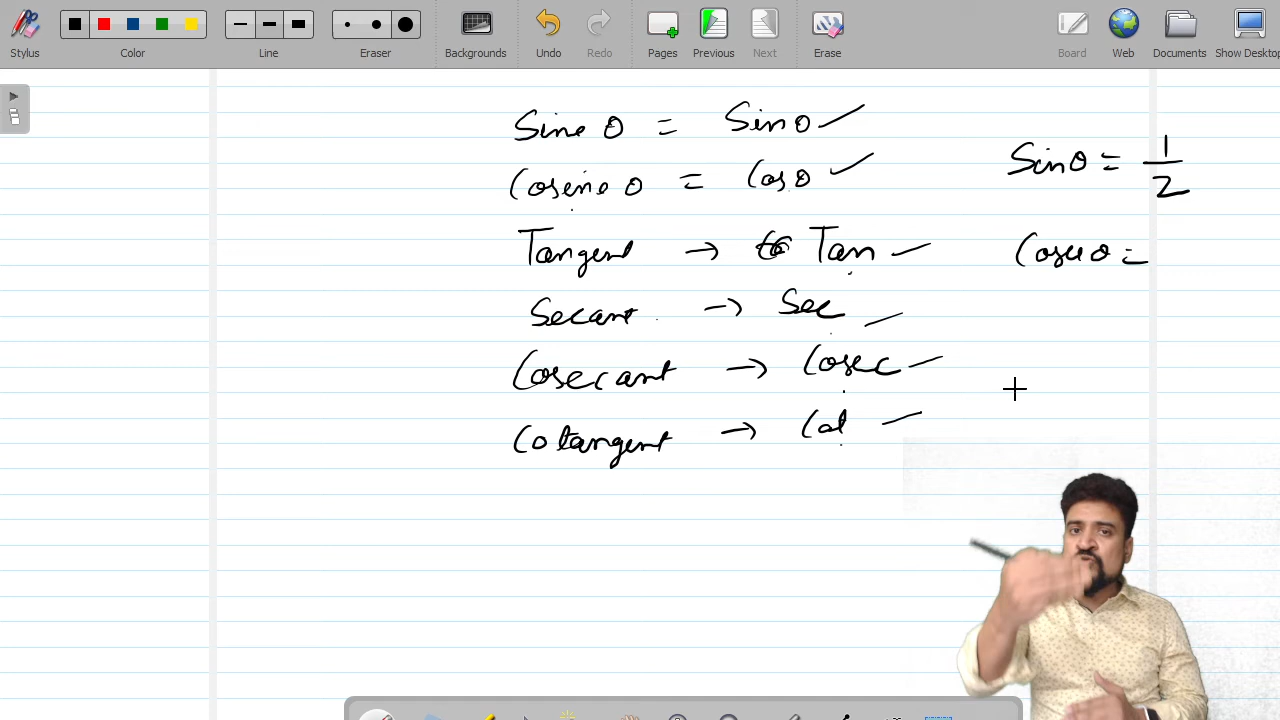 Stylus
Color
Line
Eraser
Backgrounds
Undo
Redo
Pages
Previous
Next
Erase
Board
Web
Documents
Show Desktop
Sine θ = Sin θ
Cosine θ = Cos θ
Tangent → Tan
Secant → Sec
Cosecant → Cosec
Cotangent → Cot
Sin θ = 1/2
Cosec θ =